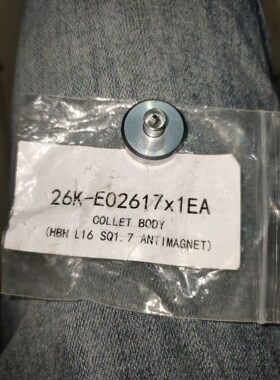 26K-E02617x1EA
COLLET BODY
(HBH L16 SQ1.7 ANTIMAGNET)